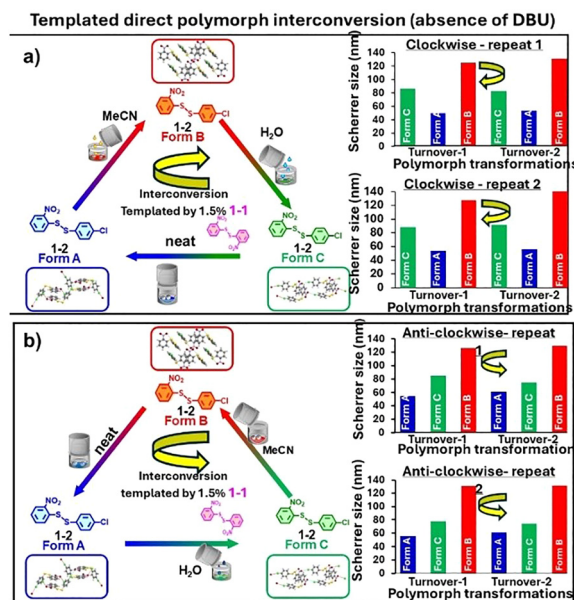 Templated direct polymorph interconversion (absence of DBU)
a)
NO2
S
S
Cl
1-2
Form B
MeCN
H2O
Interconversion
Templated by 1.5% 1-1
NO2
S
S
O2N
neat
NO2
S
S
Cl
1-2
Form A
NO2
S
S
Cl
1-2
Form C
Clockwise - repeat 1
Scherrer size (nm)
140
120
100
80
60
40
20
0
Form C
Form A
Form B
Form C
Form A
Form B
Turnover-1
Turnover-2
Polymorph transformations
Clockwise - repeat 2
Scherrer size (nm)
140
120
100
80
60
40
20
0
Form C
Form A
Form B
Form C
Form A
Form B
Turnover-1
Turnover-2
Polymorph transformations
b)
NO2
S
S
Cl
1-2
Form B
neat
MeCN
Interconversion
templated by 1.5% 1-1
NO2
S
S
O2N
H2O
NO2
S
S
Cl
1-2
Form A
NO2
S
S
Cl
1-2
Form C
Anti-clockwise- repeat
1
Scherrer size (nm)
140
120
100
80
60
40
20
0
Form A
Form C
Form B
Form A
Form C
Form B
Turnover-1
Turnover-2
Polymorph transformation
Anti-clockwise- repeat
2
Scherrer size (nm)
140
120
100
80
60
40
20
0
Form A
Form C
Form B
Form A
Form C
Form B
Turnover-1
Turnover-2
Polymorph transformations